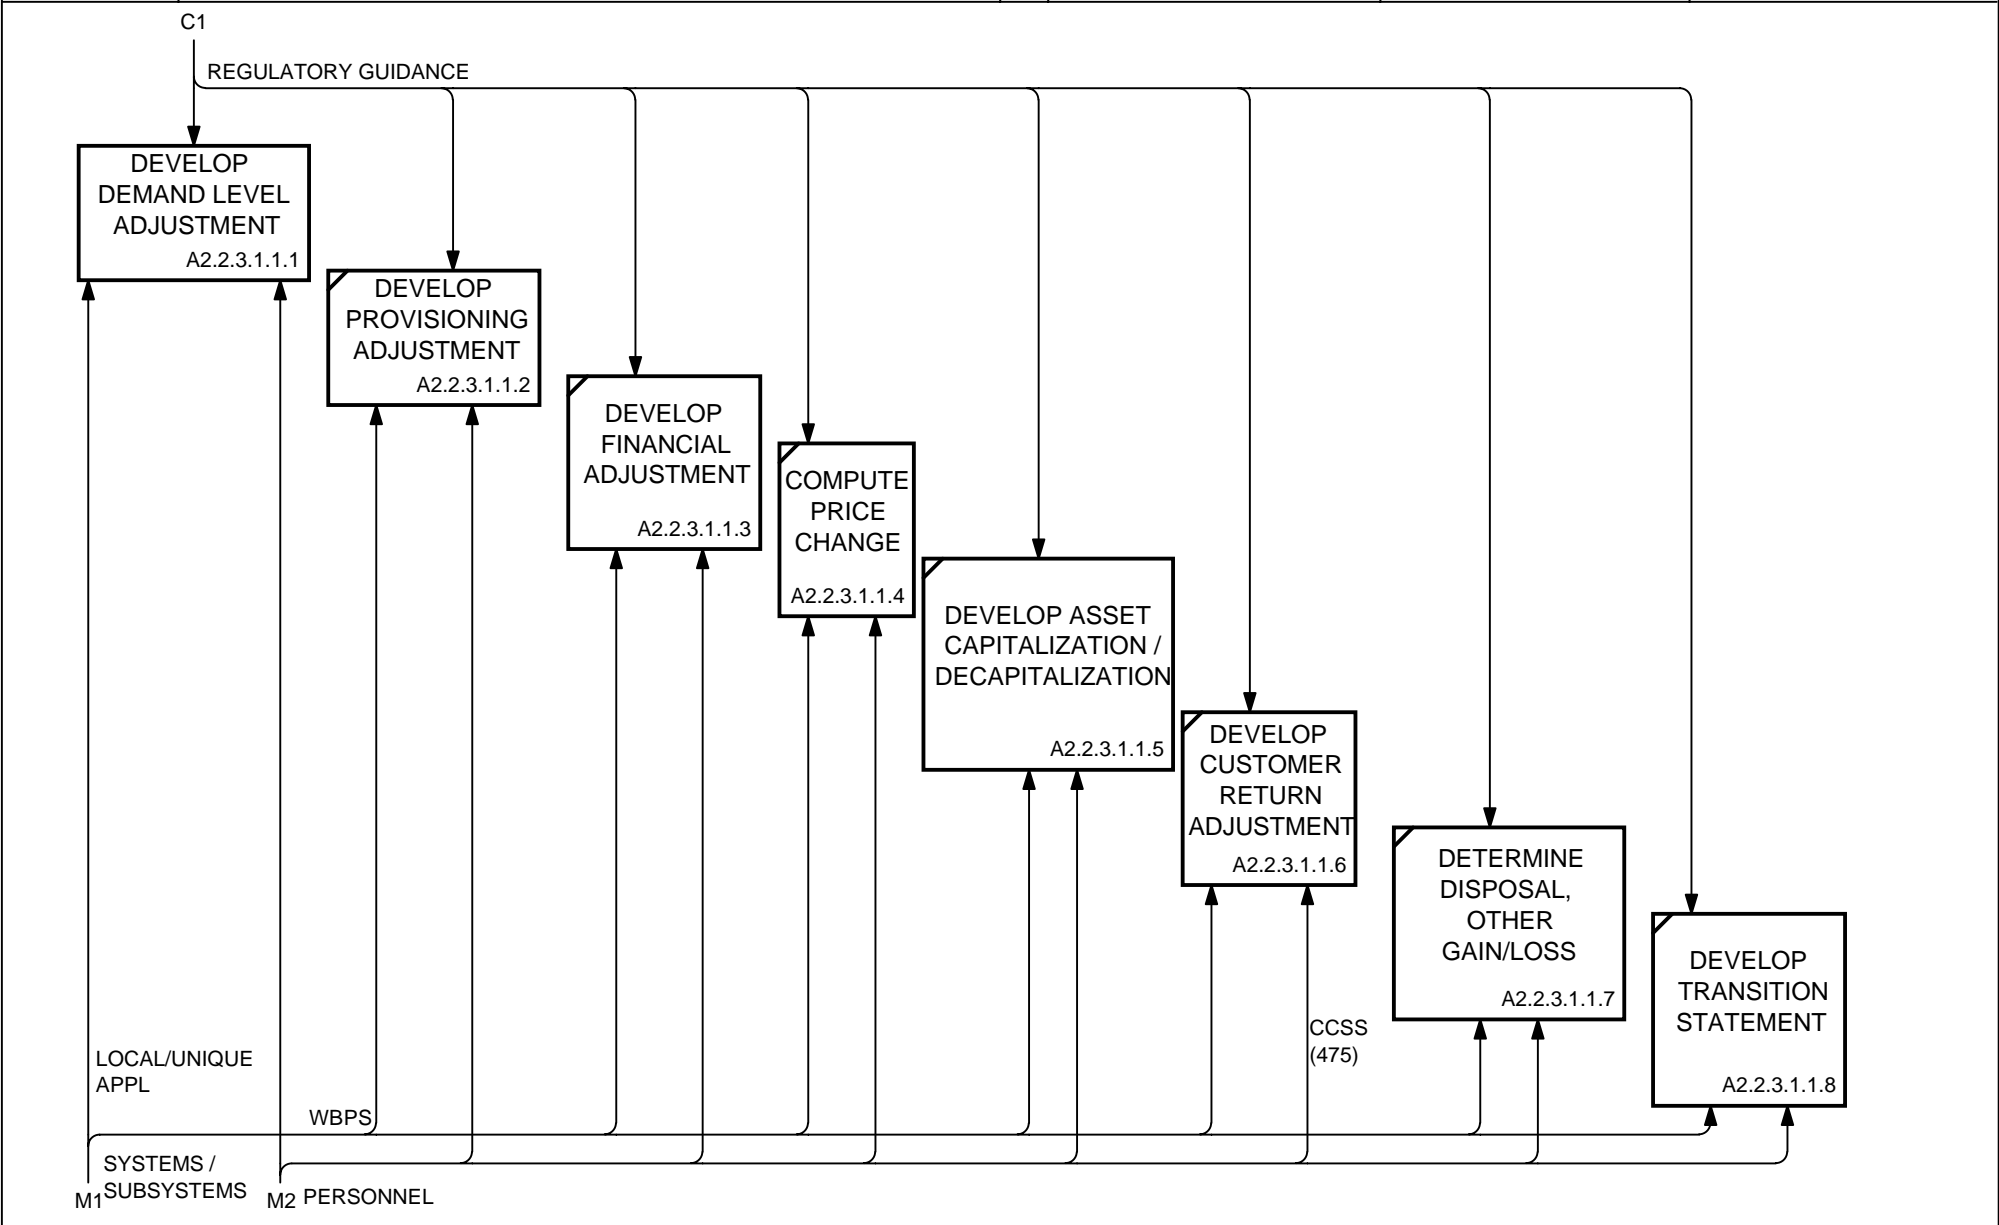 C1
REGULATORY GUIDANCE
DEVELOP
DEMAND LEVEL
ADJUSTMENT
A2.2.3.1.1.1
DEVELOP
PROVISIONING
ADJUSTMENT
A2.2.3.1.1.2
DEVELOP
FINANCIAL
ADJUSTMENT
A2.2.3.1.1.3
COMPUTE
PRICE
CHANGE
A2.2.3.1.1.4
DEVELOP ASSET
CAPITALIZATION /
DECAPITALIZATION
A2.2.3.1.1.5
DEVELOP
CUSTOMER
RETURN
ADJUSTMENT
A2.2.3.1.1.6
DETERMINE
DISPOSAL,
OTHER
GAIN/LOSS
A2.2.3.1.1.7
DEVELOP
TRANSITION
STATEMENT
A2.2.3.1.1.8
CCSS
(475)
LOCAL/UNIQUE
APPL
WBPS
SYSTEMS /
SUBSYSTEMS
M1
M2
PERSONNEL